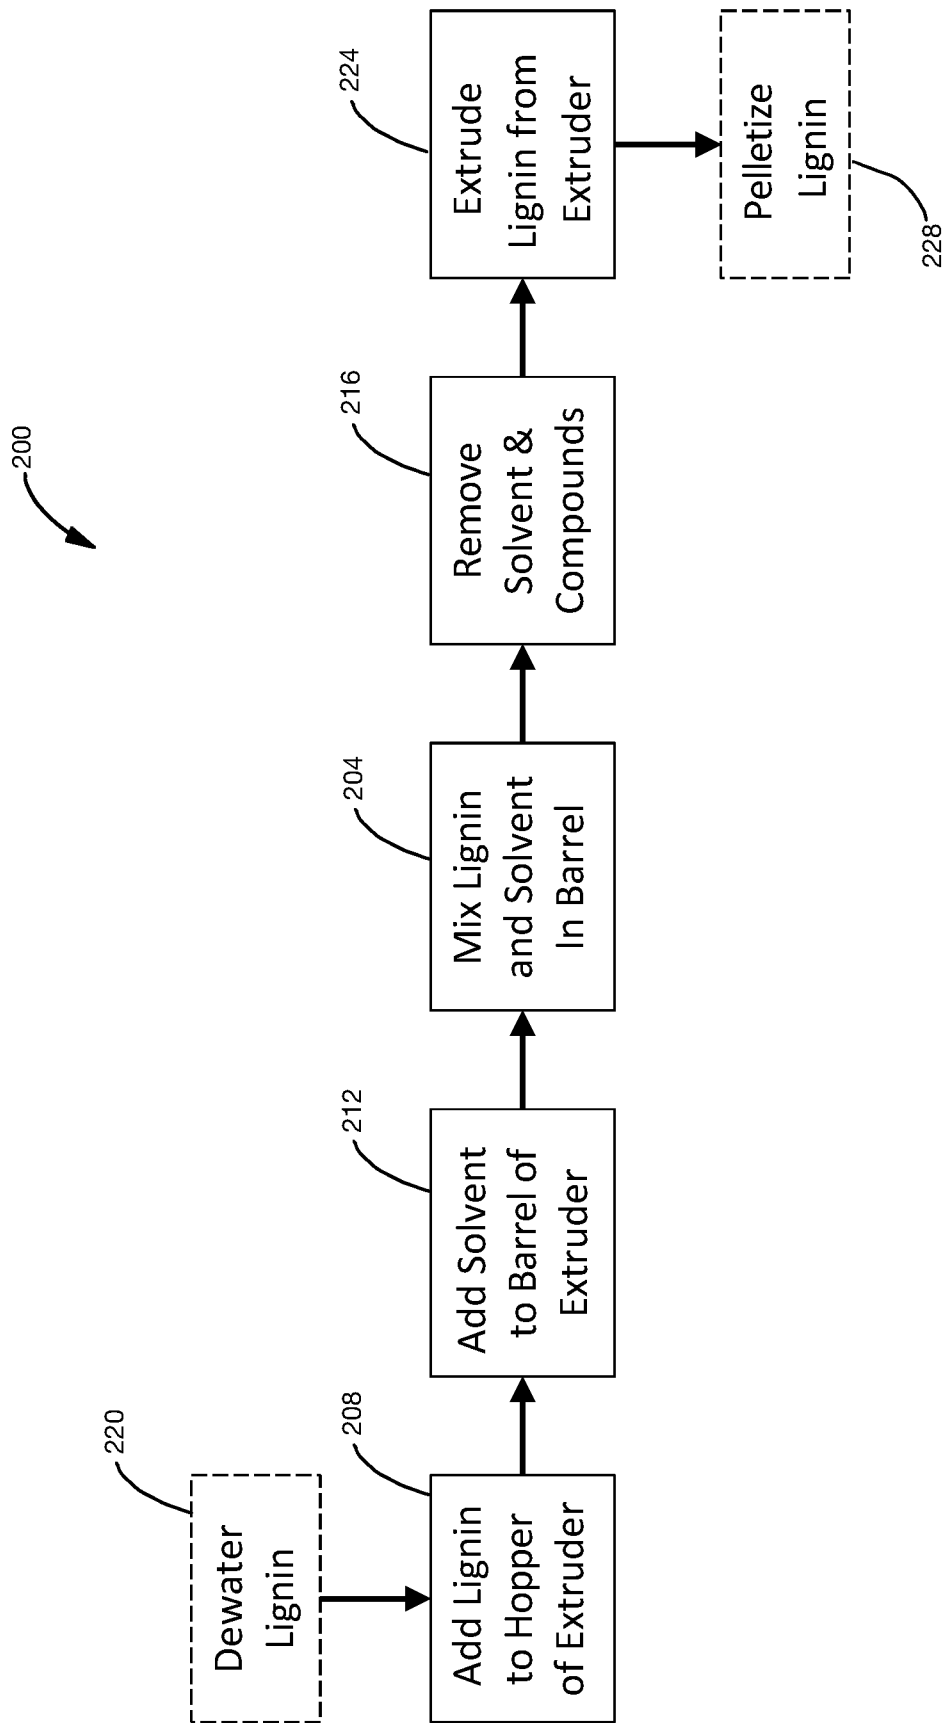 200
220
Dewater
Lignin
208
Add Lignin
to Hopper
of Extruder
212
Add Solvent
to Barrel of
Extruder
204
Mix Lignin
and Solvent
In Barrel
216
Remove
Solvent &
Compounds
224
Extrude
Lignin from
Extruder
Pelletize
Lignin
228